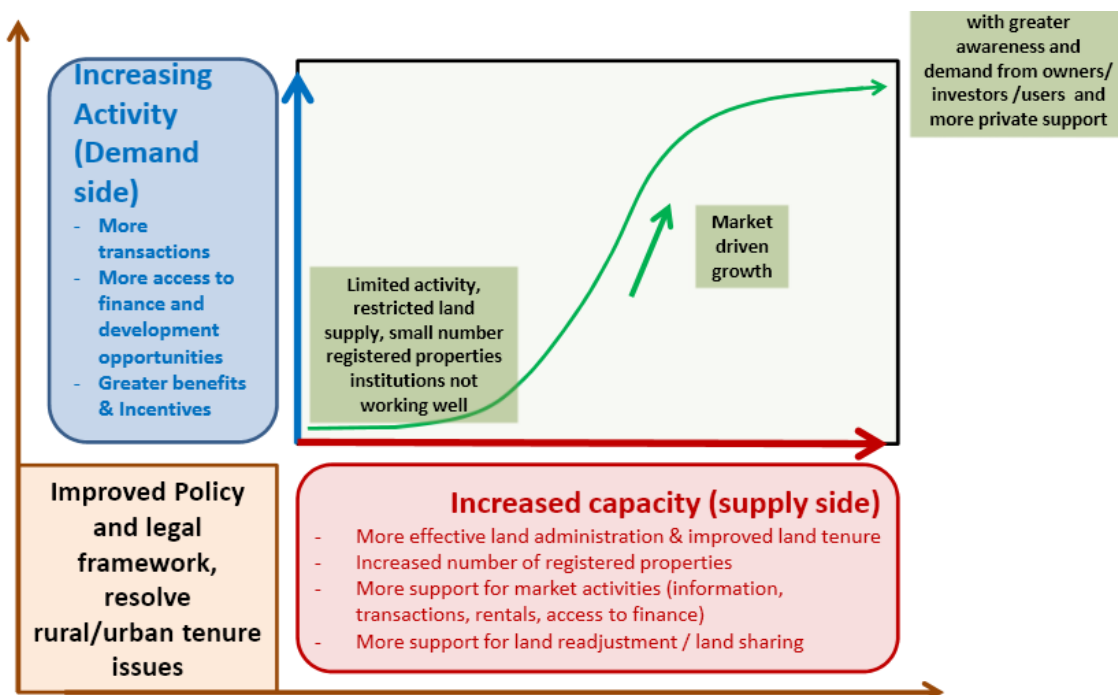 with greater
awareness and
demand from owners/
investors /users  and
more private support
Increasing
Activity
(Demand
side)
- More
transactions
- More access to
finance and
development
opportunities
- Greater benefits
& Incentives
Market
driven
growth
Limited activity,
restricted land
supply, small number
registered properties
institutions not
working well
Improved Policy
and legal
framework,
resolve
rural/urban tenure
issues
Increased capacity (supply side)
- More effective land administration & improved land tenure
- Increased number of registered properties
- More support for market activities (information,
transactions, rentals, access to finance)
- More support for land readjustment / land sharing